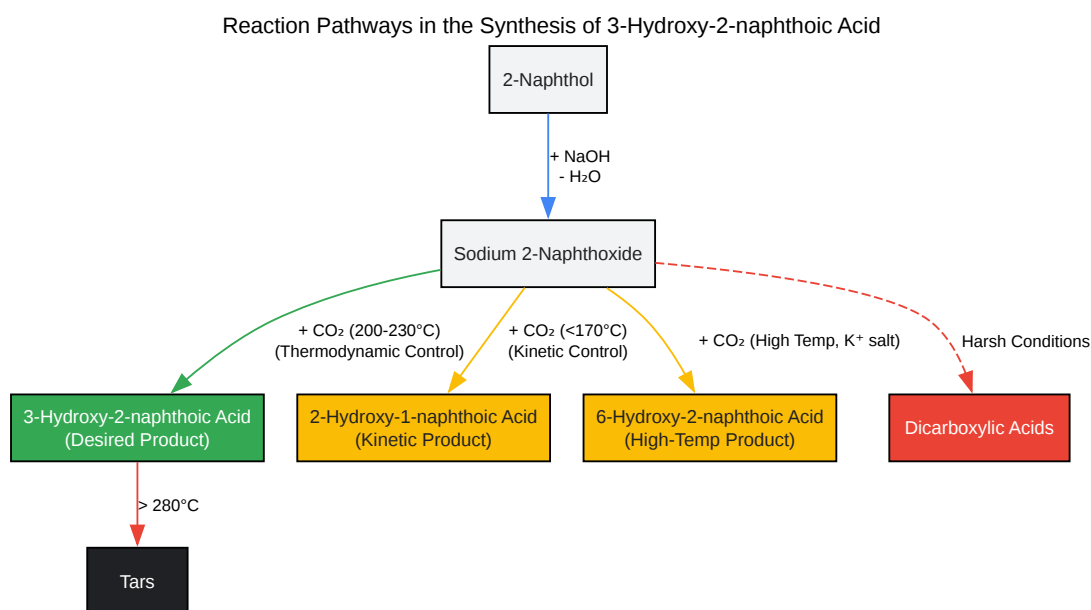 Reaction Pathways in the Synthesis of 3-Hydroxy-2-naphthoic Acid
2-Naphthol
+ NaOH
- H₂O
Sodium 2-Naphthoxide
+ CO₂ (200-230°C)
(Thermodynamic Control)
+ CO₂ (<170°C)
(Kinetic Control)
+ CO₂ (High Temp, K⁺ salt)
Harsh Conditions
3-Hydroxy-2-naphthoic Acid
(Desired Product)
2-Hydroxy-1-naphthoic Acid
(Kinetic Product)
6-Hydroxy-2-naphthoic Acid
(High-Temp Product)
Dicarboxylic Acids
> 280°C
Tars